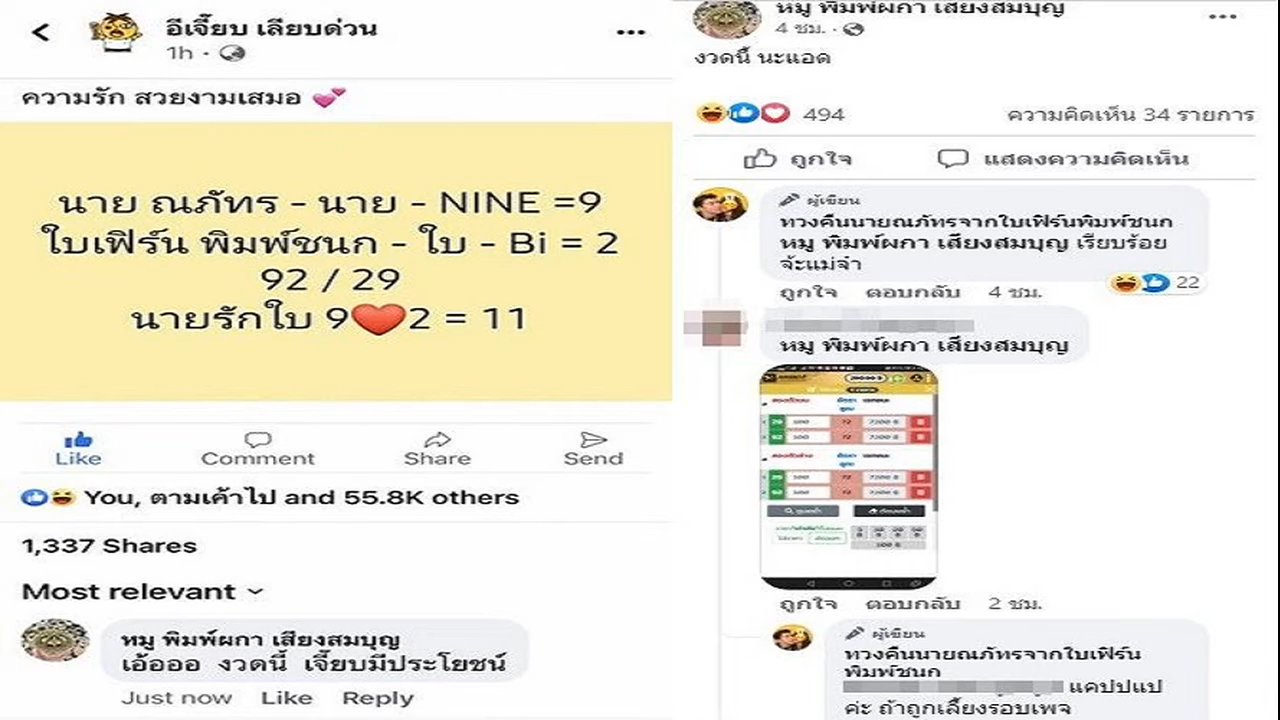 อีเจี๊ยบ เลียบด่วน
1h
ความรัก สวยงามเสมอ
นาย ณภัทร - นาย - NINE =9
ใบเฟิร์น พิมพ์ชนก - ใบ - Bi = 2
92 / 29
นายรักใบ 9❤️2 = 11
Like
Comment
Share
Send
You, ตามเค้าไป and 55.8K others
1,337 Shares
Most relevant
หมู พิมพ์ผกา เสียงสมบุญ
เอ้ออออ งวดนี้ เจี๊ยบมีประโยชน์
Just now Like Reply
หมู พิมพ์ผกา เสียงสมบุญ
4 ชม.
งวดนี้ นะแอด
494
ความคิดเห็น 34 รายการ
ถูกใจ
แสดงความคิดเห็น
ผู้เขียน
ทวงคืนนายณภัทรจากใบเฟิร์นพิมพ์ชนก
หมู พิมพ์ผกา เสียงสมบุญ เรียบร้อย
จ้ะแม่จ๋า
22
ถูกใจ ตอบกลับ 4 ชม.
หมู พิมพ์ผกา เสียงสมบุญ
ถูกใจ ตอบกลับ 2 ชม.
ผู้เขียน
ทวงคืนนายณภัทรจากใบเฟิร์น
พิมพ์ชนก
แคปปแปป
ค่ะ ถ้าถูกเลี้ยงรอบเพจ